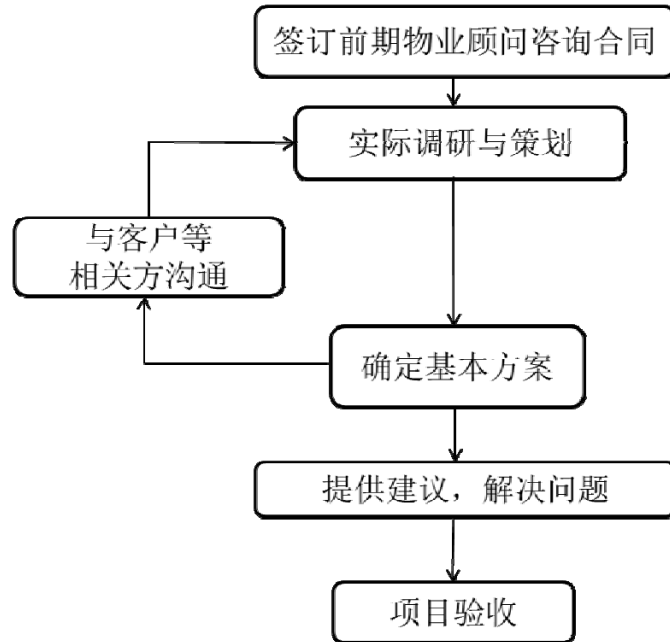 签订前期物业顾问咨询合同
实际调研与策划
与客户等
相关方沟通
确定基本方案
提供建议，解决问题
项目验收